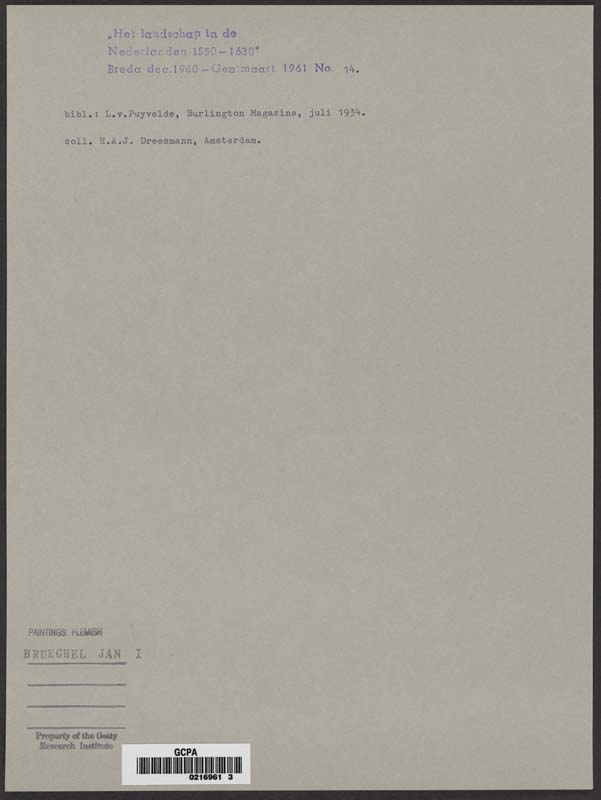 „Het landschap in de
Nederlanden 1550–1630"
Breda dec.1960–Gent maart 1961 No. 14.
bibl.: L.v.Puyvelde, Burlington Magazine, juli 1934.
coll. H.A.J. Dreesmann, Amsterdam.
PAINTINGS: FLEMISH
BRUEGHEL JAN I
Property of the Getty
Research Institute
GCPA
0216961 3